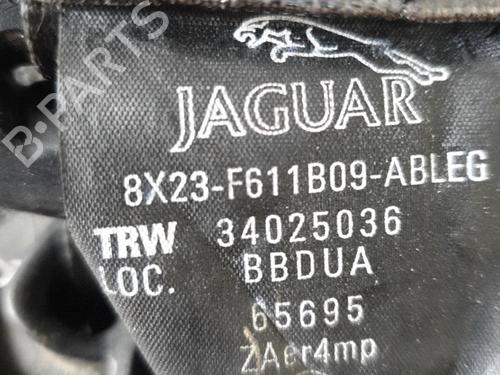 JAGUAR
8X23-F611B09-ABLEG
TRW 34025036
LOC. BBDUA
65695
ZAer4mp
B-PARTS